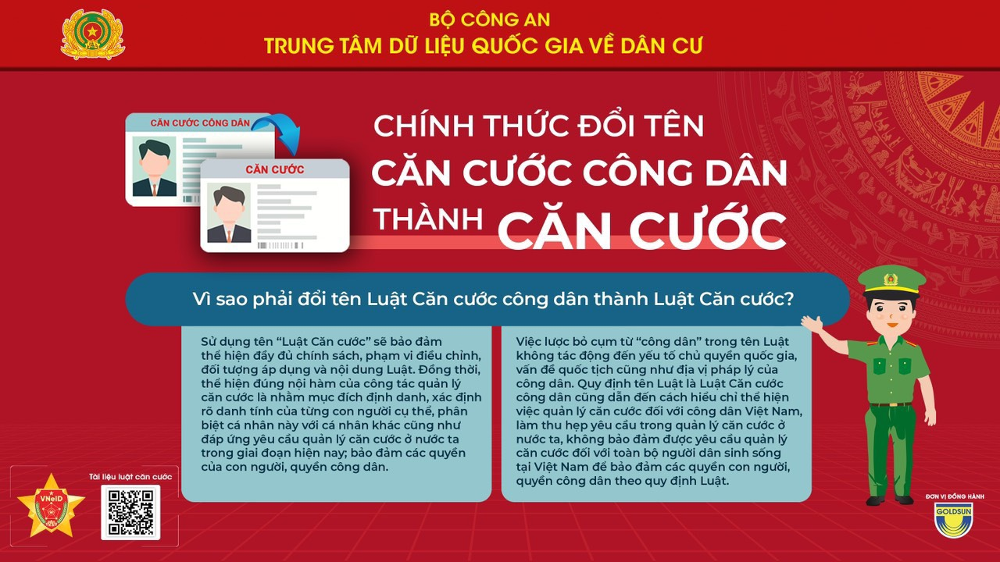 BỘ CÔNG AN
TRUNG TÂM DỮ LIỆU QUỐC GIA VỀ DÂN CƯ
CĂN CƯỚC CÔNG DÂN
CĂN CƯỚC
CHÍNH THỨC ĐỔI TÊN
CĂN CƯỚC CÔNG DÂN
THÀNH CĂN CƯỚC
Vì sao phải đổi tên Luật Căn cước công dân thành Luật Căn cước?
Sử dụng tên “Luật Căn cước” sẽ bảo đảm
thể hiện đầy đủ chính sách, phạm vi điều chỉnh,
đối tượng áp dụng và nội dung Luật. Đồng thời,
thể hiện đúng nội hàm của công tác quản lý
căn cước là nhằm mục đích định danh, xác định
rõ danh tính của từng con người cụ thể, phân
biệt cá nhân này với cá nhân khác cũng như
đáp ứng yêu cầu quản lý căn cước ở nước ta
trong giai đoạn hiện nay; bảo đảm các quyền
của con người, quyền công dân.
Việc lược bỏ cụm từ “công dân” trong tên Luật
không tác động đến yếu tố chủ quyền quốc gia,
vấn đề quốc tịch cũng như địa vị pháp lý của
công dân. Quy định tên Luật là Luật Căn cước
công dân cũng dẫn đến cách hiểu chỉ thể hiện
việc quản lý căn cước đối với công dân Việt Nam,
làm thu hẹp yêu cầu trong quản lý căn cước ở
nước ta, không bảo đảm được yêu cầu quản lý
căn cước đối với toàn bộ người dân sinh sống
tại Việt Nam để bảo đảm các quyền con người,
quyền công dân theo quy định Luật.
Tài liệu luật căn cước
VNeID
ĐƠN VỊ ĐỒNG HÀNH
GOLDSUN